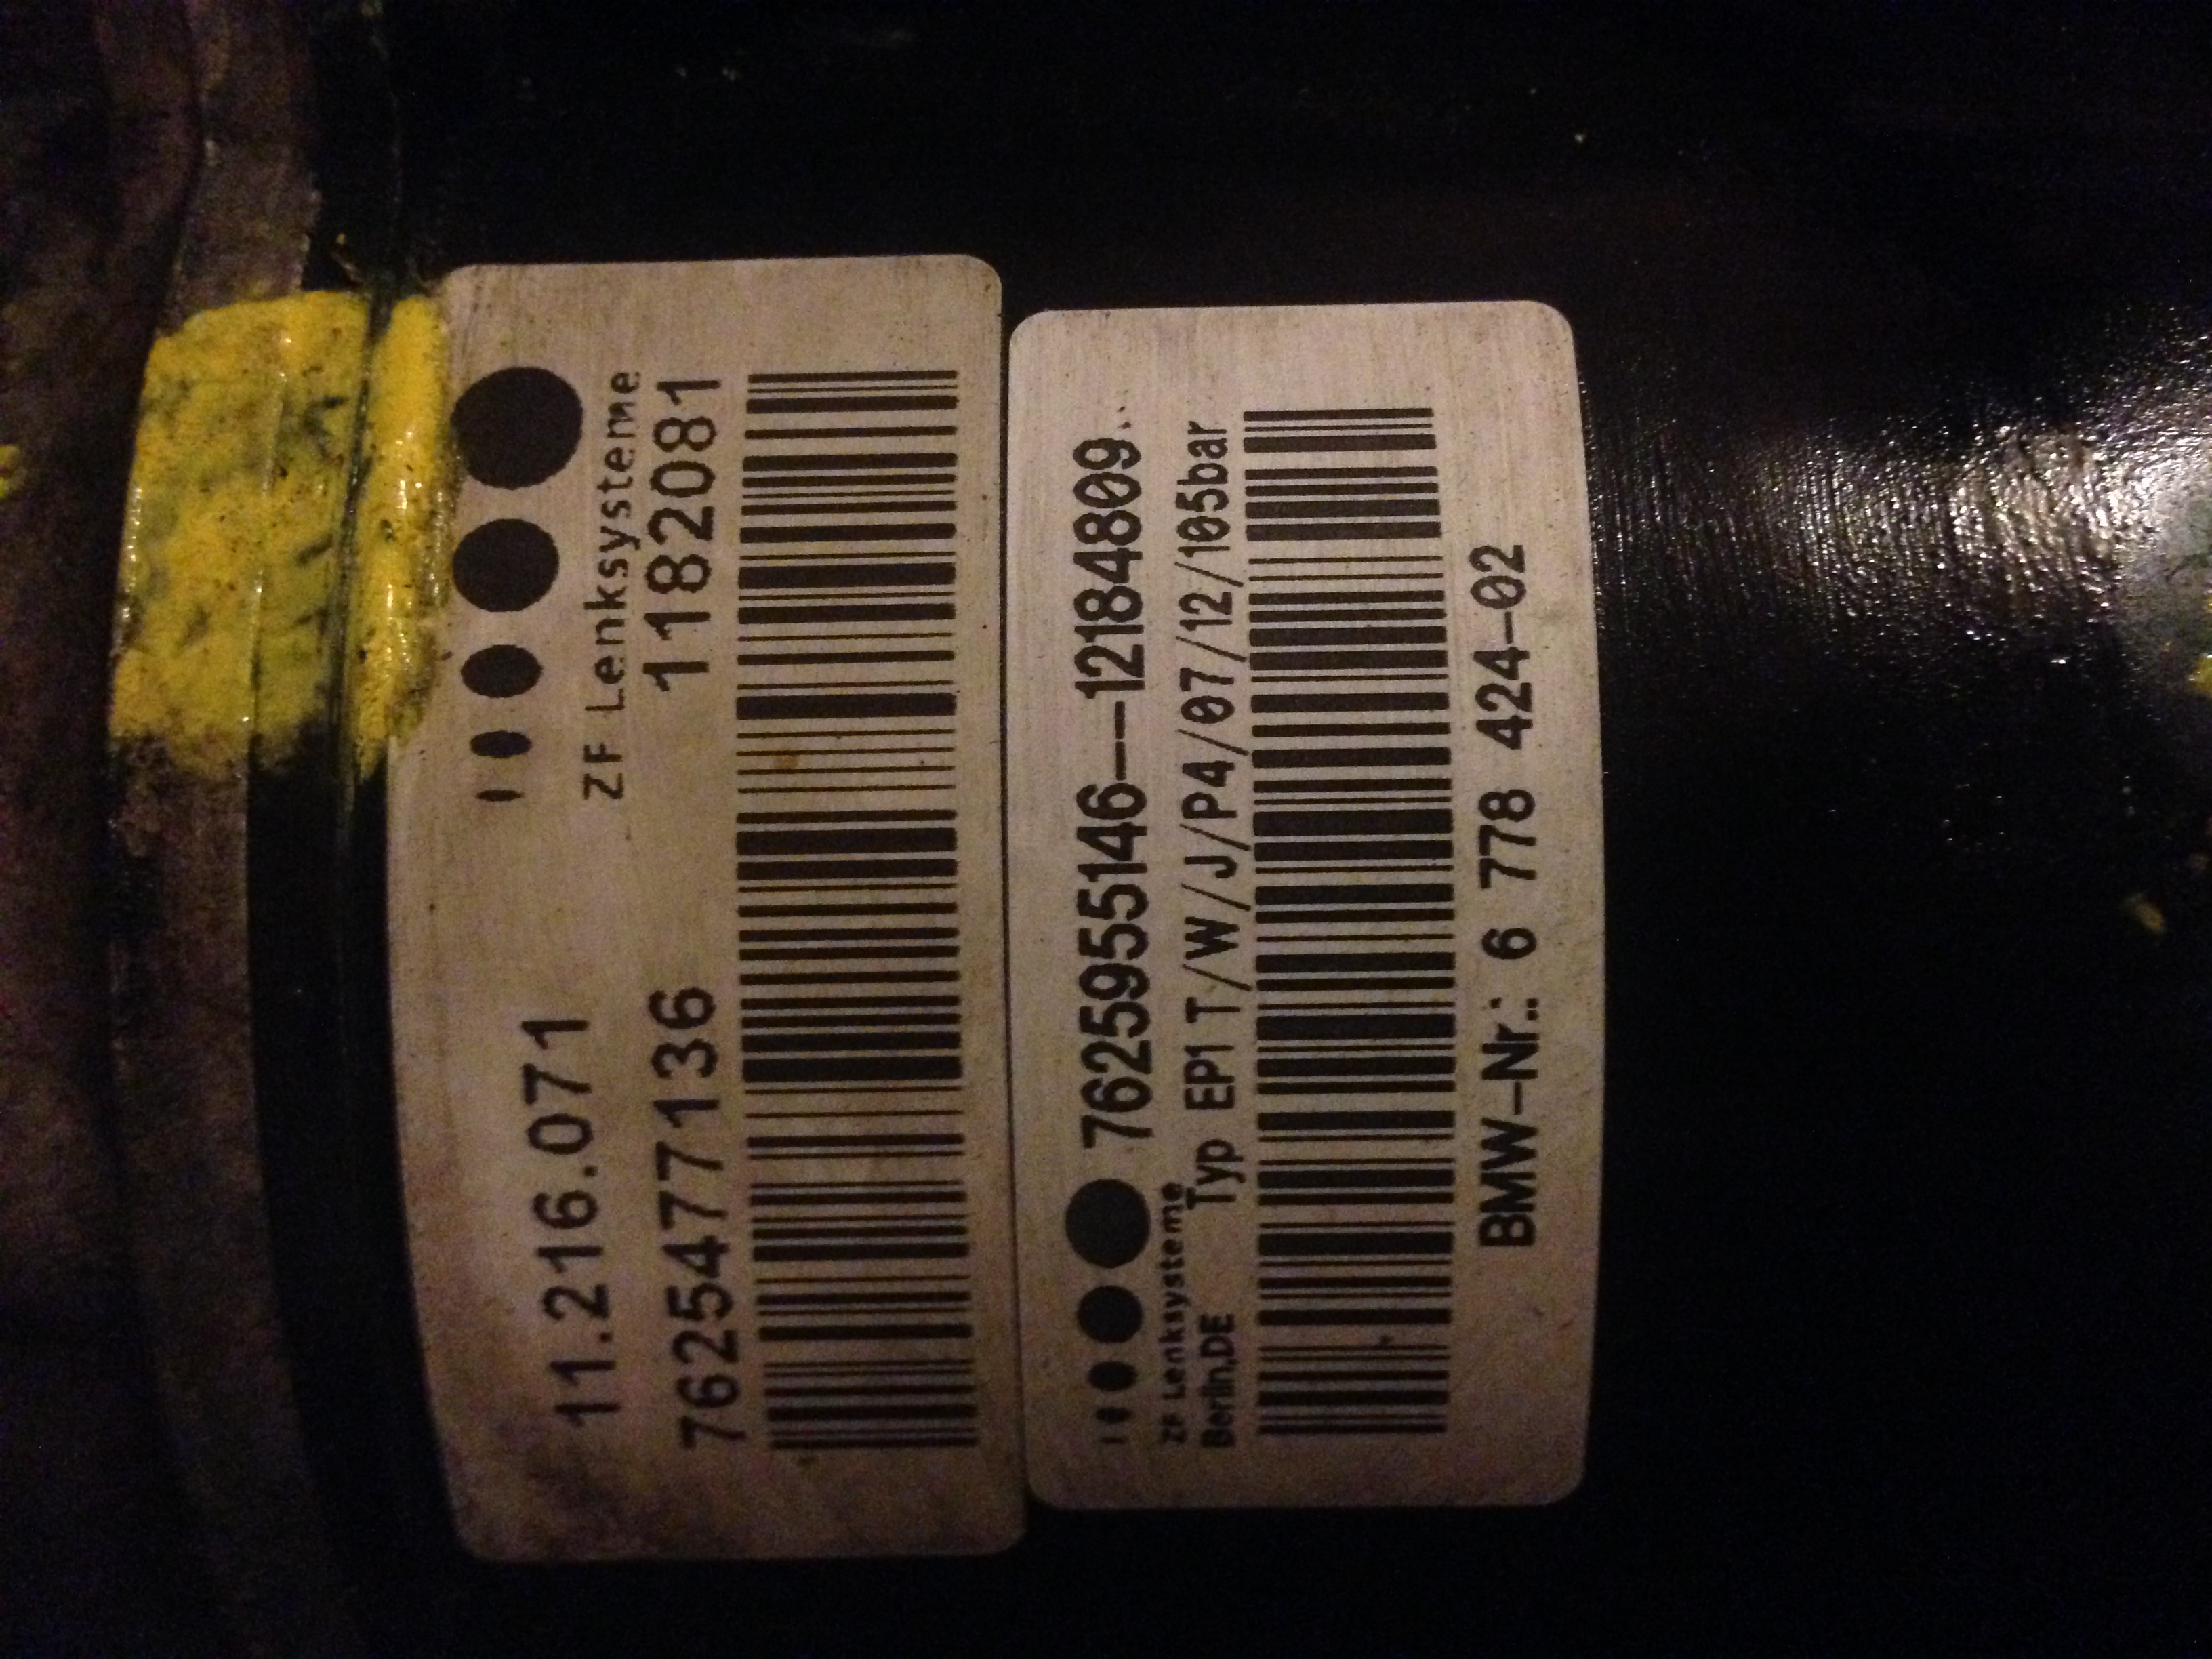 11.216.071
ZF Lenksysteme
7625477136 1182081
7625955146--12184809
ZF Lenksysteme
Berlin,DE Typ EP1 T/W/J/P4/07/12/105bar
BMW-Nr.: 6 778 424-02